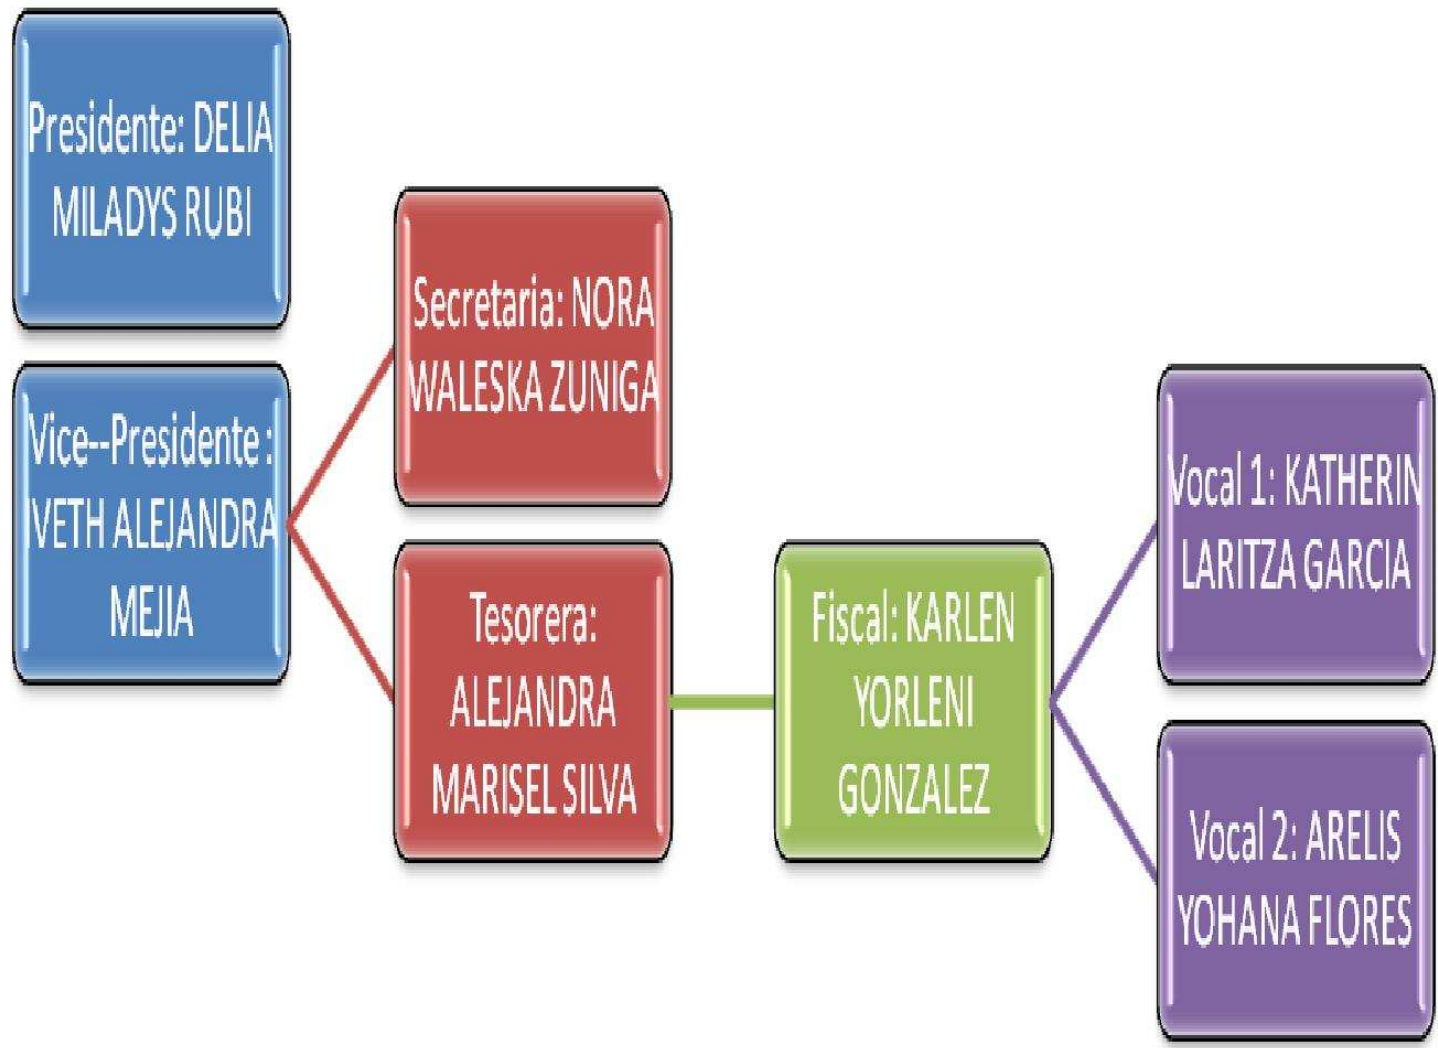 Presidente: DELIA
MILADYS RUBI
Vice--Presidente :
IVETH ALEJANDRA
MEJIA
Secretaria: NORA
WALESKA ZUNIGA
Tesorera:
ALEJANDRA
MARISEL SILVA
Fiscal: KARLEN
YORLENI
GONZALEZ
Vocal 1: KATHERIN
LARITZA GARCIA
Vocal 2: ARELIS
YOHANA FLORES